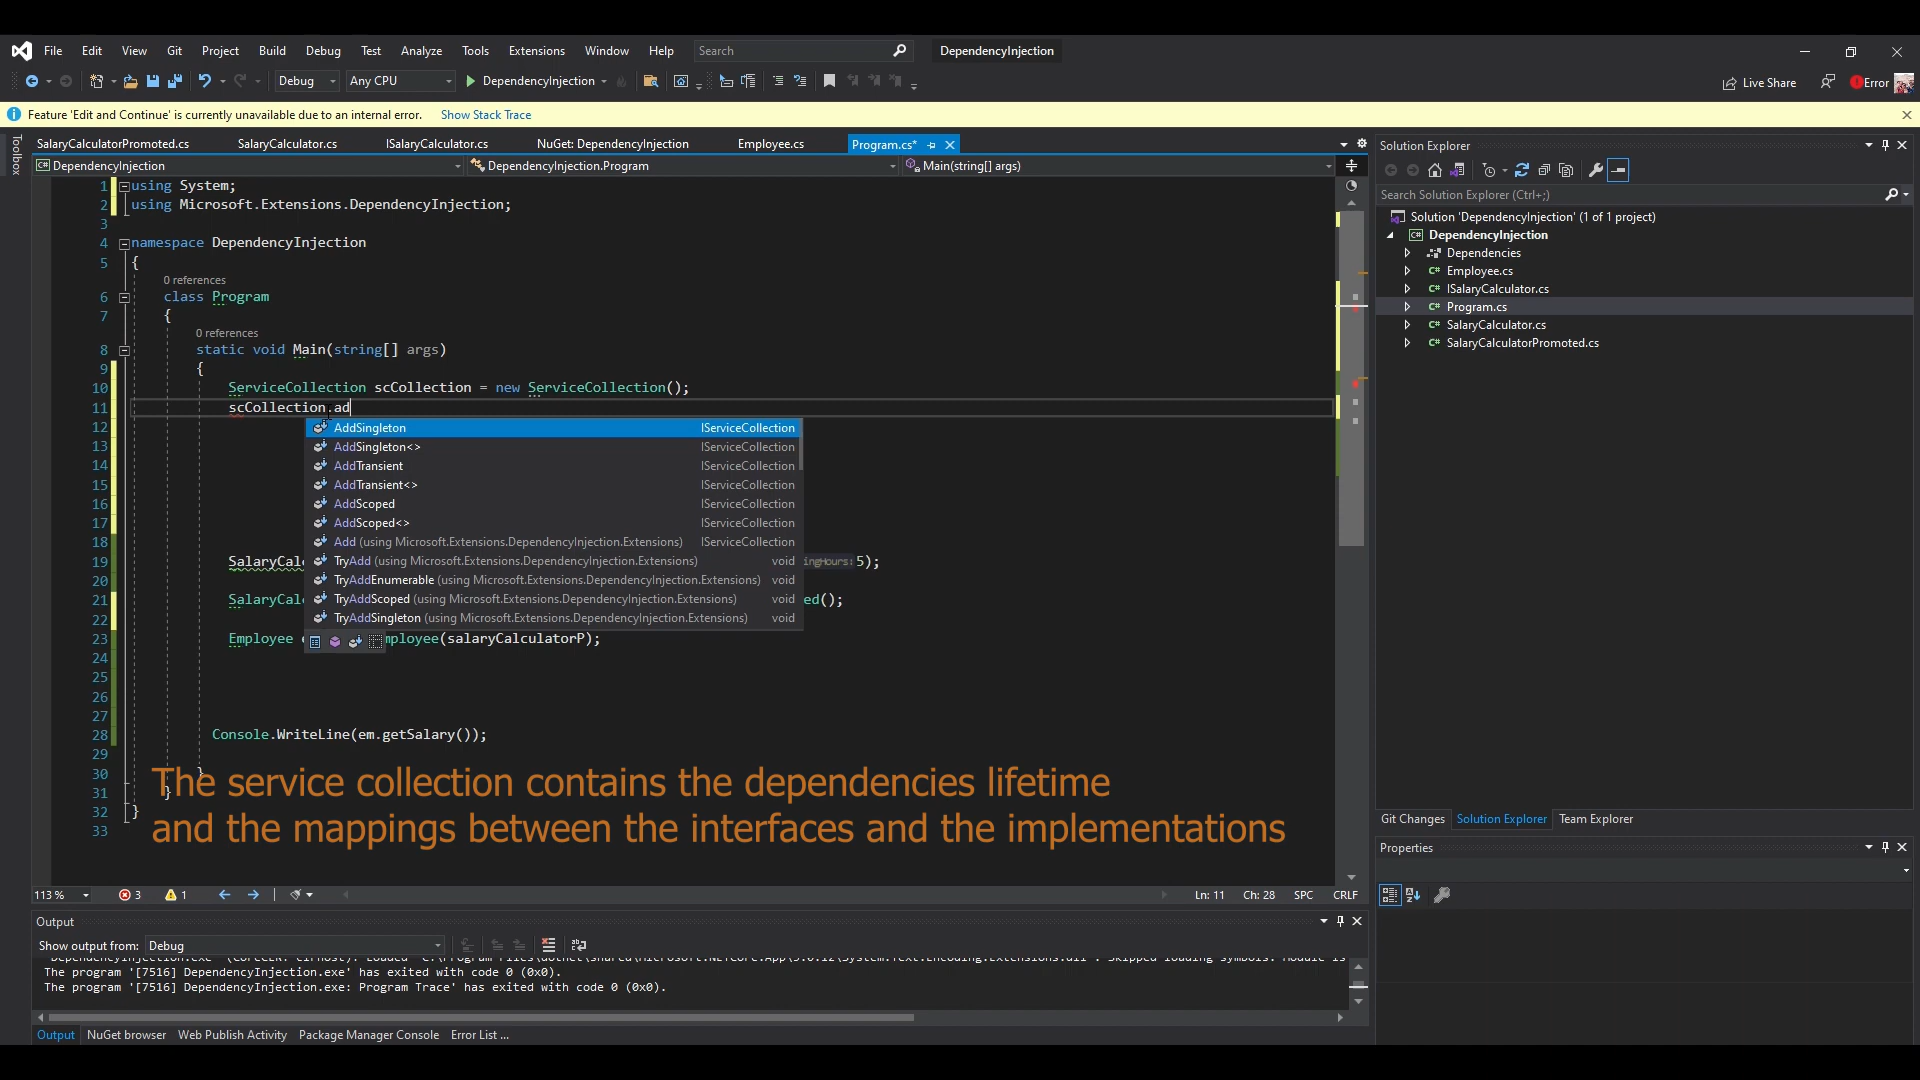 File Edit View Git Project Build Debug Test Analyze Tools Extensions Window Help Search DependencyInjection
Debug Any CPU DependencyInjection Live Share Error
Feature 'Edit and Continue' is currently unavailable due to an internal error. Show Stack Trace
Toolbox
SalaryCalculatorPromoted.cs SalaryCalculator.cs ISalaryCalculator.cs NuGet: DependencyInjection Employee.cs Program.cs*
DependencyInjection DependencyInjection.Program Main(string[] args)
1 using System;
2 using Microsoft.Extensions.DependencyInjection;
3
4 namespace DependencyInjection
5 {
0 references
6 class Program
7 {
0 references
8 static void Main(string[] args)
9 {
10 ServiceCollection scCollection = new ServiceCollection();
11 scCollection.ad
12 AddSingleton IServiceCollection
13 AddSingleton<> IServiceCollection
14 AddTransient IServiceCollection
15 AddTransient<> IServiceCollection
16 AddScoped IServiceCollection
17 AddScoped<> IServiceCollection
18 Add (using Microsoft.Extensions.DependencyInjection.Extensions) IServiceCollection
19 SalaryCal TryAdd (using Microsoft.Extensions.DependencyInjection.Extensions) void ingHours: 5);
20 TryAddEnumerable (using Microsoft.Extensions.DependencyInjection.Extensions) void
21 SalaryCal TryAddScoped (using Microsoft.Extensions.DependencyInjection.Extensions) void ed();
22 TryAddSingleton (using Microsoft.Extensions.DependencyInjection.Extensions) void
23 Employee mployee(salaryCalculatorP);
24
25
26
27
28 Console.WriteLine(em.getSalary());
29
30 }
31 }
32 }
33
The service collection contains the dependencies lifetime
and the mappings between the interfaces and the implementations
113 % 3 1 Ln: 11 Ch: 28 SPC CRLF
Output
Show output from: Debug
The program '[7516] DependencyInjection.exe' has exited with code 0 (0x0).
The program '[7516] DependencyInjection.exe: Program Trace' has exited with code 0 (0x0).
Output NuGet browser Web Publish Activity Package Manager Console Error List ...
Solution Explorer
Search Solution Explorer (Ctrl+;)
Solution 'DependencyInjection' (1 of 1 project)
DependencyInjection
Dependencies
Employee.cs
ISalaryCalculator.cs
Program.cs
SalaryCalculator.cs
SalaryCalculatorPromoted.cs
Git Changes Solution Explorer Team Explorer
Properties